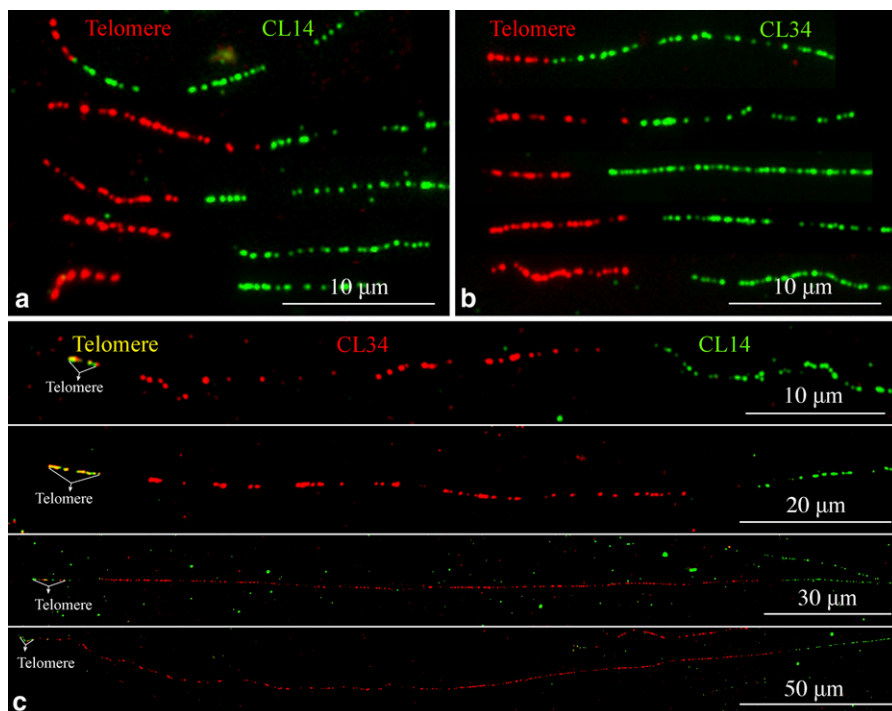 Telomere CL14
10 μm
a
Telomere CL34
10 μm
b
Telomere CL34 CL14
Telomere
10 μm
Telomere
20 μm
Telomere
30 μm
Telomere
50 μm
c